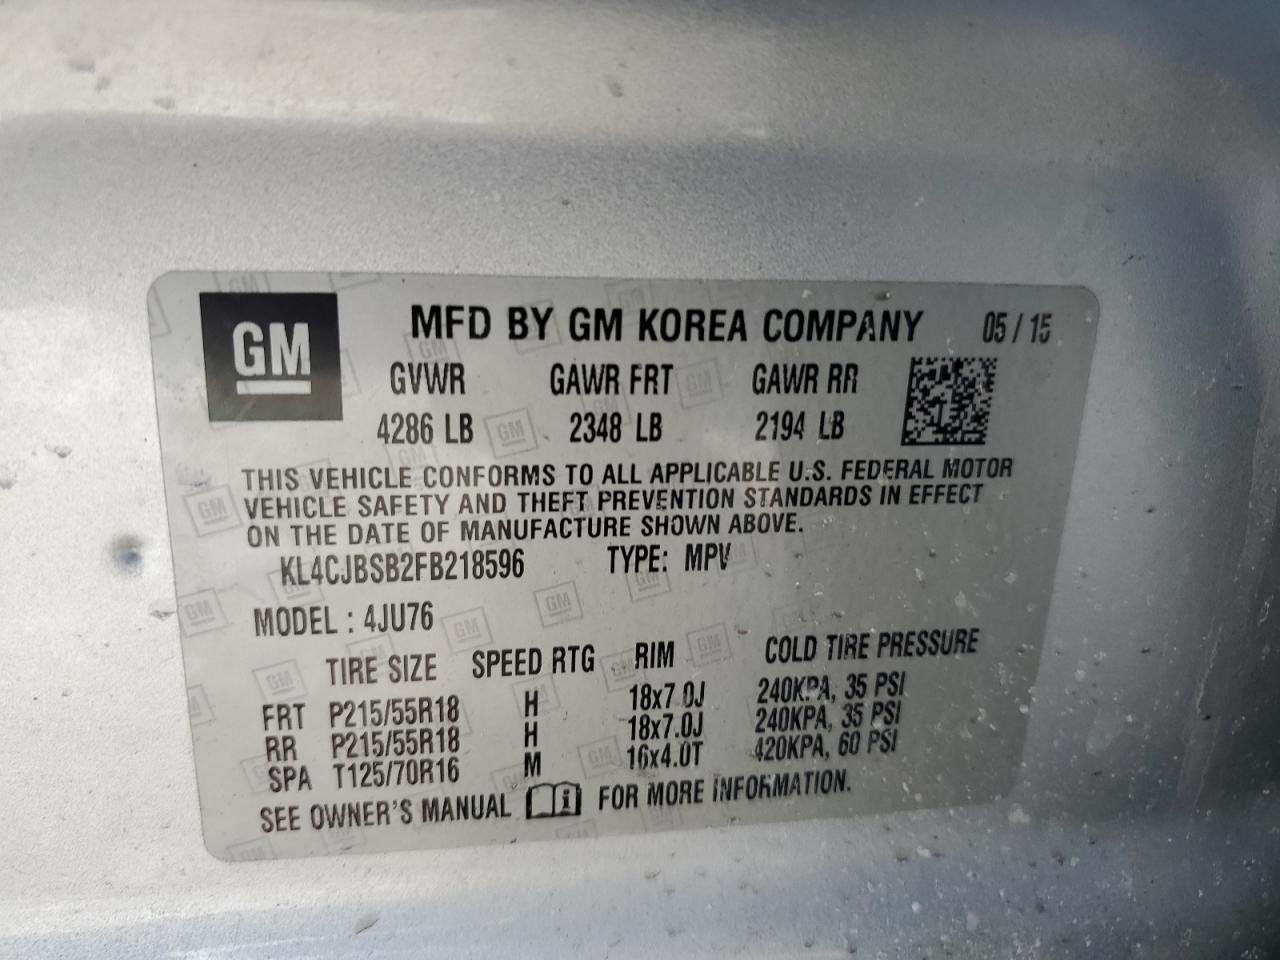 GM
MFD BY GM KOREA COMPANY 05 / 15
GVWR GAWR FRT GAWR RR
4286 LB 2348 LB 2194 LB
THIS VEHICLE CONFORMS TO ALL APPLICABLE U.S. FEDERAL MOTOR
VEHICLE SAFETY AND THEFT PREVENTION STANDARDS IN EFFECT
ON THE DATE OF MANUFACTURE SHOWN ABOVE.
KL4CJBSB2FB218596 TYPE: MPV
MODEL : 4JU76
TIRE SIZE SPEED RTG RIM COLD TIRE PRESSURE
FRT P215/55R18 H 18x7.0J 240KPA, 35 PSI
RR P215/55R18 H 18x7.0J 240KPA, 35 PSI
SPA T125/70R16 M 16x4.0T 420KPA, 60 PSI
SEE OWNER'S MANUAL i FOR MORE INFORMATION.